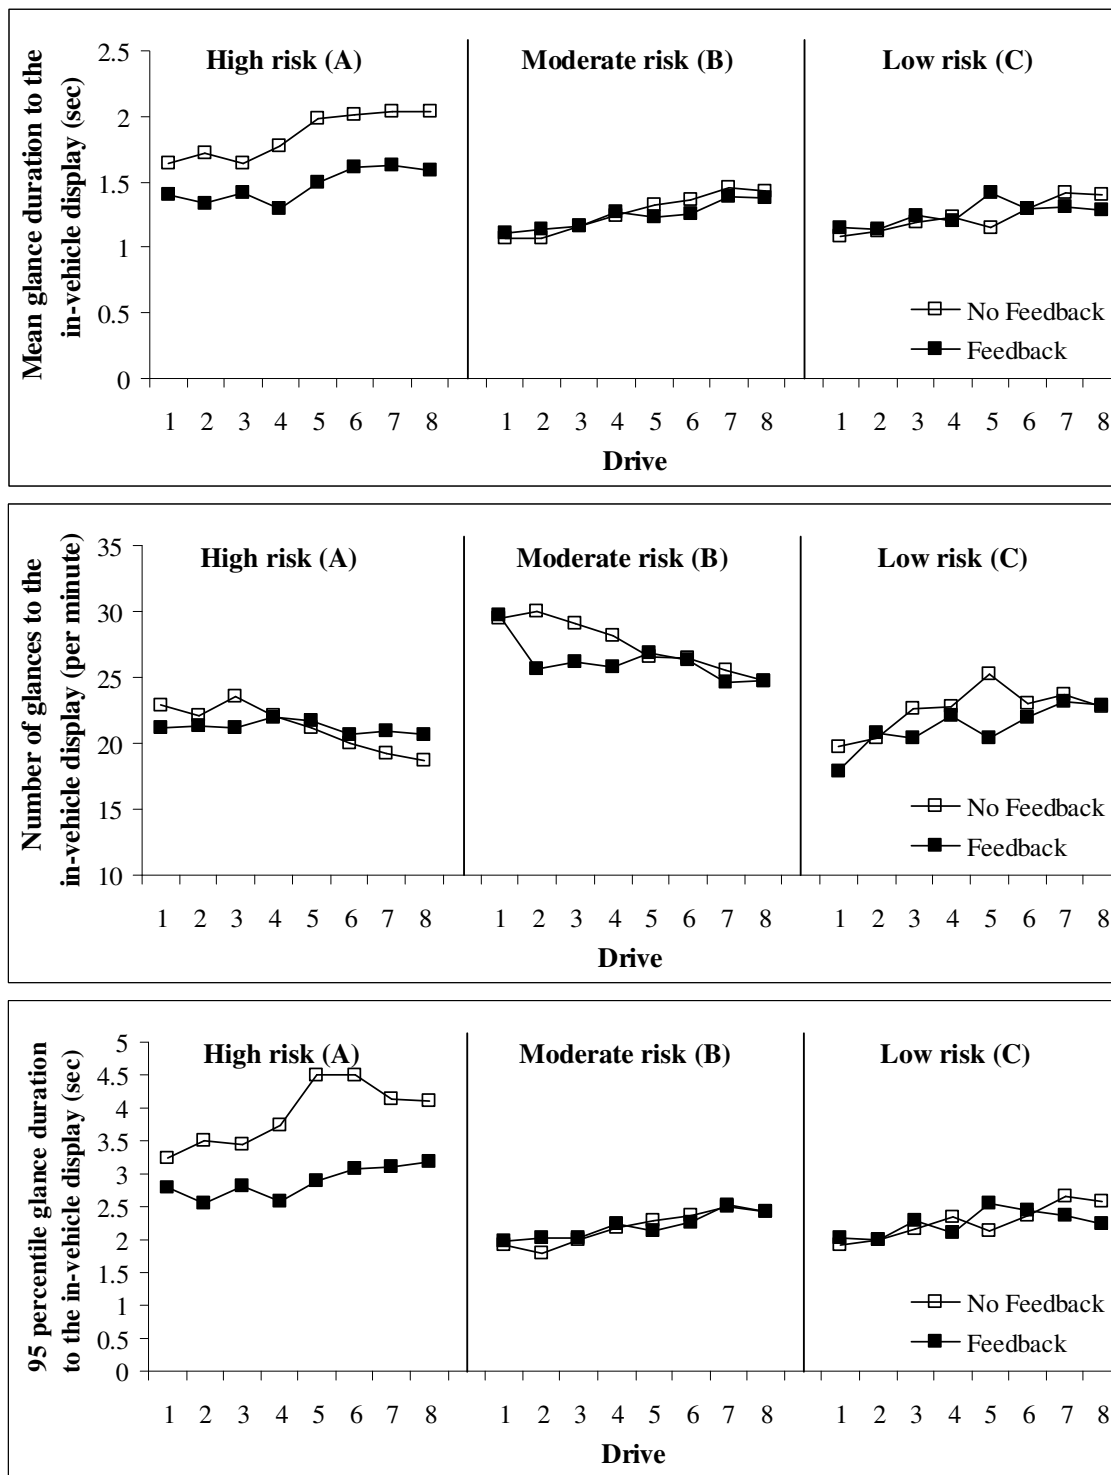 Mean glance duration to the
in-vehicle display (sec)
2.5
2
1.5
1
0.5
0
High risk (A)
Moderate risk (B)
Low risk (C)
No Feedback
Feedback
1 2 3 4 5 6 7 8 1 2 3 4 5 6 7 8 1 2 3 4 5 6 7 8
Drive
Number of glances to the
in-vehicle display (per minute)
35
30
25
20
15
10
High risk (A)
Moderate risk (B)
Low risk (C)
No Feedback
Feedback
1 2 3 4 5 6 7 8 1 2 3 4 5 6 7 8 1 2 3 4 5 6 7 8
Drive
95 percentile glance duration
to the in-vehicle display (sec)
5
4.5
4
3.5
3
2.5
2
1.5
1
0.5
0
High risk (A)
Moderate risk (B)
Low risk (C)
No Feedback
Feedback
1 2 3 4 5 6 7 8 1 2 3 4 5 6 7 8 1 2 3 4 5 6 7 8
Drive